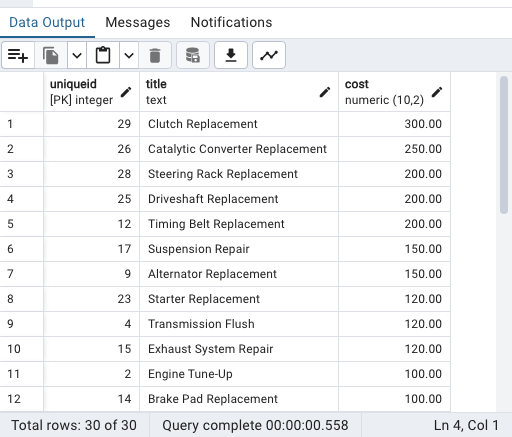 Data Output Messages Notifications
uniqueid title cost
[PK] integer text numeric (10,2)
1 29 Clutch Replacement 300.00
2 26 Catalytic Converter Replacement 250.00
3 28 Steering Rack Replacement 200.00
4 25 Driveshaft Replacement 200.00
5 12 Timing Belt Replacement 200.00
6 17 Suspension Repair 150.00
7 9 Alternator Replacement 150.00
8 23 Starter Replacement 120.00
9 4 Transmission Flush 120.00
10 15 Exhaust System Repair 120.00
11 2 Engine Tune-Up 100.00
12 14 Brake Pad Replacement 100.00
Total rows: 30 of 30 Query complete 00:00:00.558 Ln 4, Col 1